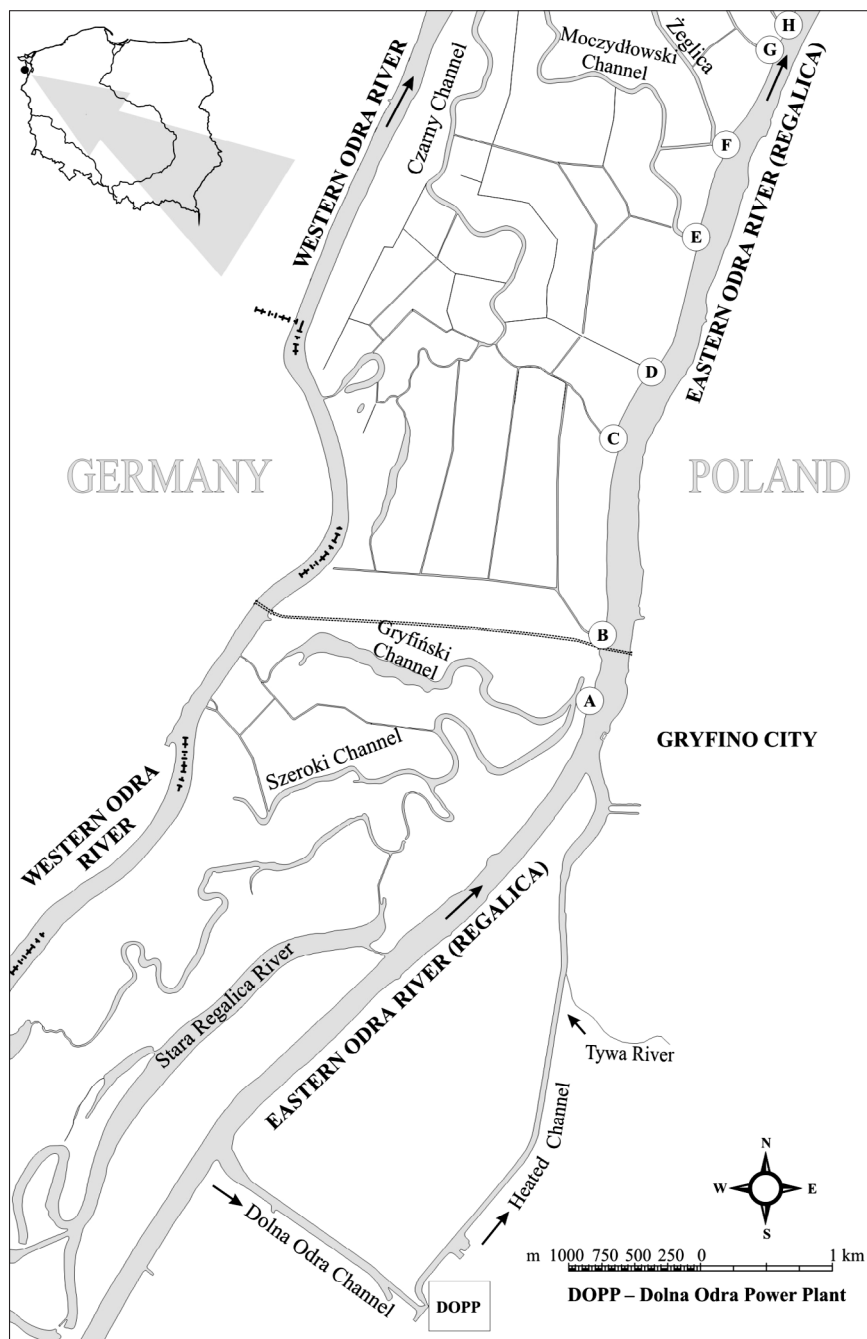 H
Żeglica
G
Moczydłowski
Channel
WESTERN ODRA RIVER
Czarny Channel
F
EASTERN ODRA RIVER (REGALICA)
E
D
C
GERMANY
POLAND
B
Gryfiński
Channel
A
GRYFINO CITY
Szeroki Channel
WESTERN ODRA
RIVER
EASTERN ODRA RIVER (REGALICA)
Stara Regalica River
Tywa River
Heated Channel
Dolna Odra Channel
N
W
E
S
m 1000 750 500 250 0 1 km
DOPP
DOPP – Dolna Odra Power Plant